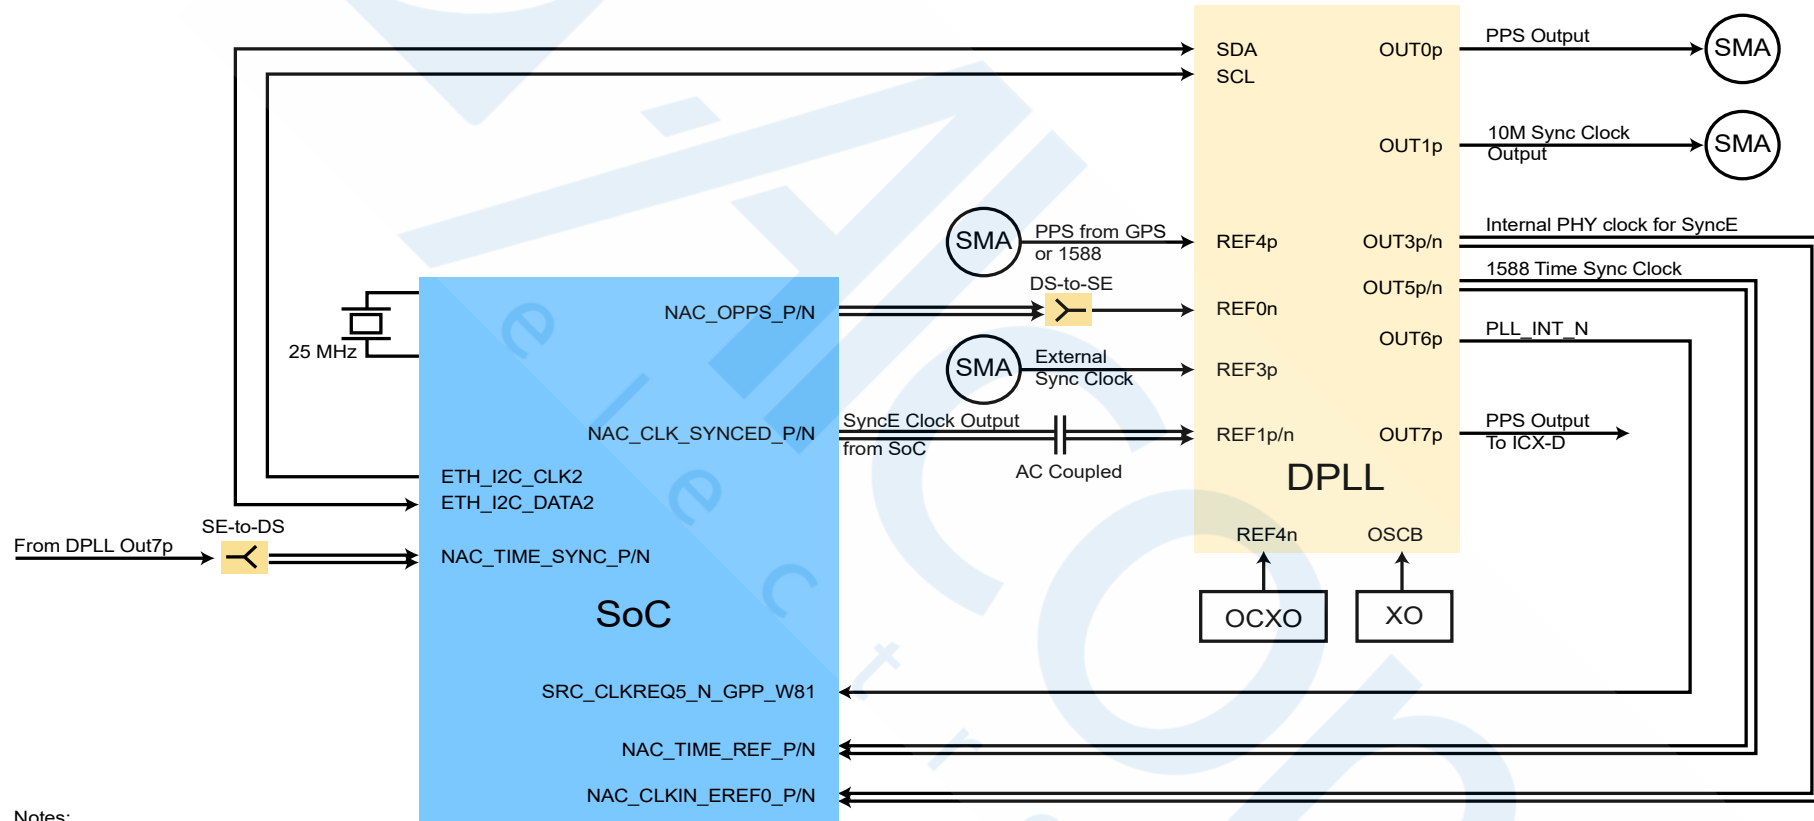 SDA
SCL
OUT0p
PPS Output
SMA
OUT1p
10M Sync Clock
Output
SMA
SMA
PPS from GPS
or 1588
REF4p
OUT3p/n
Internal PHY clock for SyncE
DS-to-SE
REF0n
OUT5p/n
1588 Time Sync Clock
OUT6p
PLL_INT_N
SMA
External
Sync Clock
REF3p
SyncE Clock Output
from SoC
AC Coupled
REF1p/n
OUT7p
PPS Output
To ICX-D
DPLL
REF4n
OSCB
OCXO
XO
25 MHz
NAC_OPPS_P/N
NAC_CLK_SYNCED_P/N
ETH_I2C_CLK2
ETH_I2C_DATA2
SE-to-DS
From DPLL Out7p
NAC_TIME_SYNC_P/N
SoC
SRC_CLKREQ5_N_GPP_W81
NAC_TIME_REF_P/N
NAC_CLKIN_EREF0_P/N
Notes: